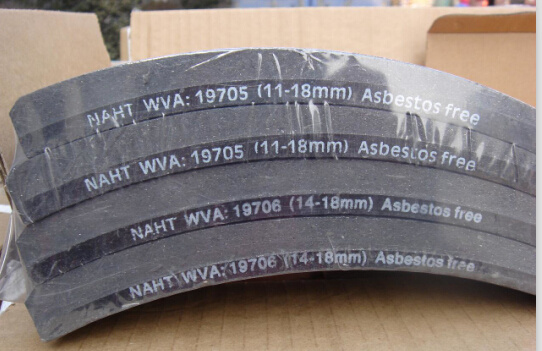 NAHT WVA: 19705 (11-18mm) Asbestos free
NAHT WVA: 19705 (11-18mm) Asbestos free
NAHT WVA: 19706 (14-18mm) Asbestos free
NAHT WVA: 19706 (14-18mm) Asbestos free